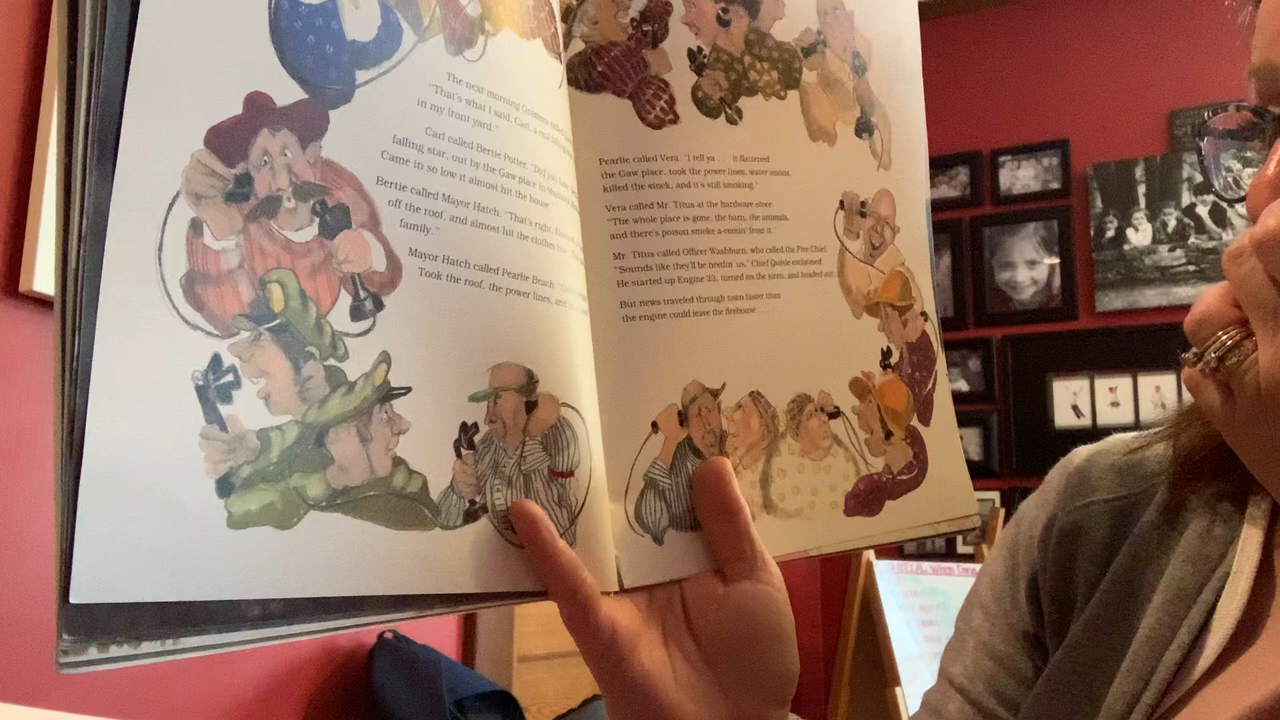 The next morning Gramma called
"That's what I said, Carl, a real
in my front yard."
Carl called Bertie Potter. "Did you
falling star, out by the Gaw place in
Came in so low it almost hit the house
Bertie called Mayor Hatch. "That's right,
off the roof, and almost hit the clothes
family."
Mayor Hatch called Pearlie Beach.
Took the roof, the power lines, and
Pearlie called Vera. "I tell ya . . . it flattened
the Gaw place, took the power lines, water mains,
killed the stock, and it's still smoking."
Vera called Mr. Titus at the hardware store.
"The whole place is gone, the barn, the animals,
and there's poison smoke a-comin' from it."
Mr. Titus called Officer Washburn, who called the Fire Chief.
"Sounds like they'll be needin' us," Chief Quinle exclaimed.
He started up Engine 23, turned on the siren, and headed out.
But news traveled through town faster than
the engine could leave the firehouse